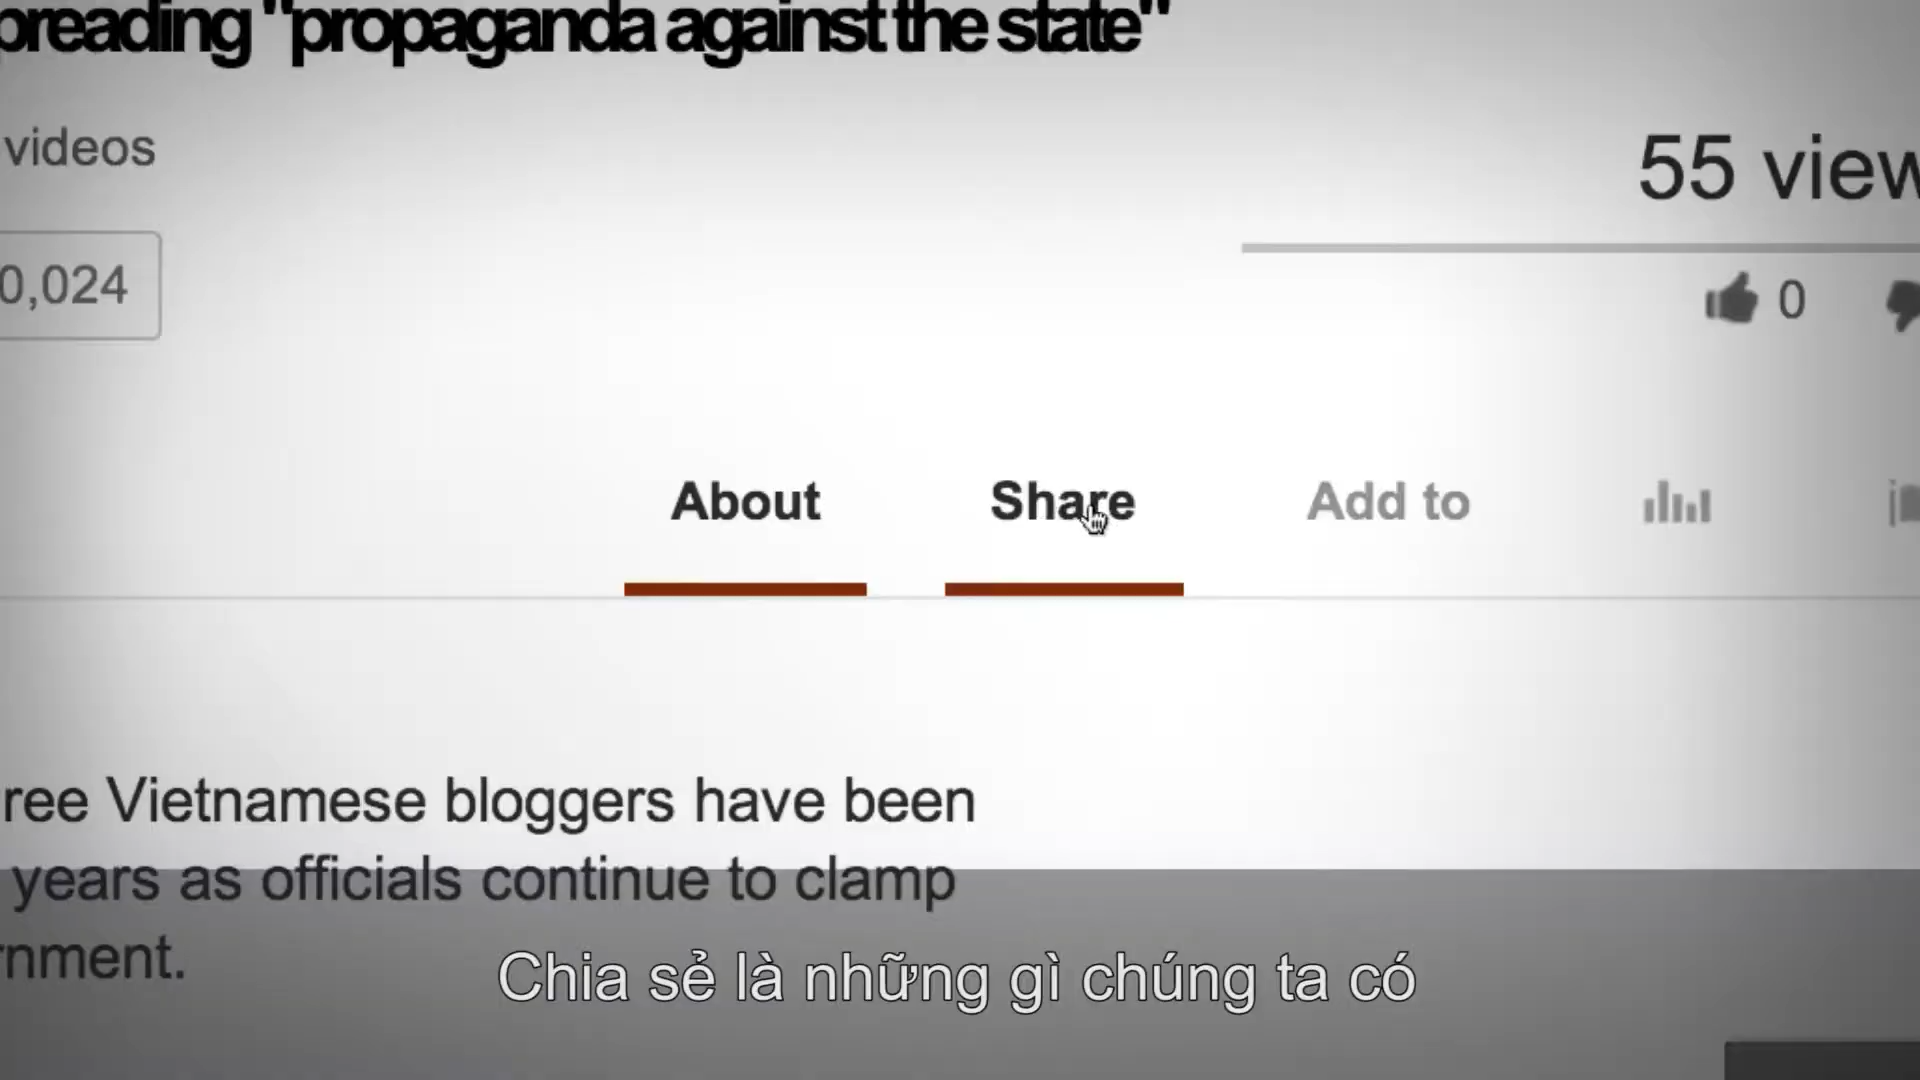 preading "propaganda against the state"
videos
55 view
0,024
0
About
Share
Add to
ree Vietnamese bloggers have been
years as officials continue to clamp
rnment.
Chia sẻ là những gì chúng ta có